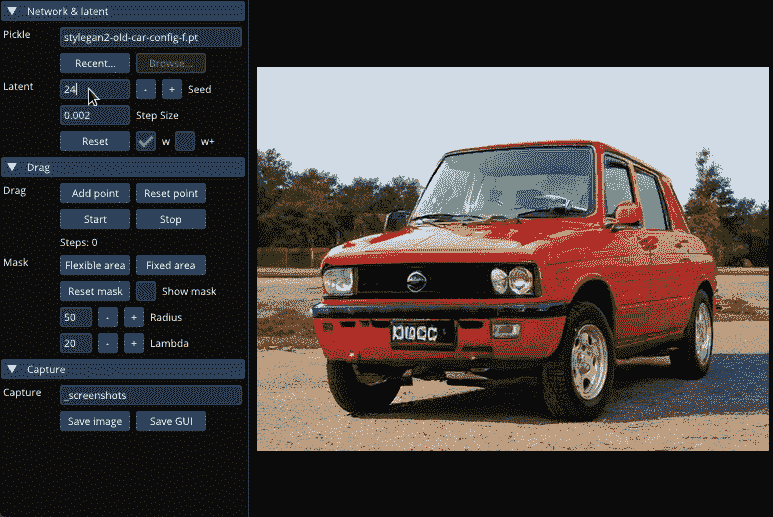 Network & latent
Pickle stylegan2-old-car-config-f.pt
Recent... Browse...
Latent 24 - + Seed
0.002 Step Size
Reset w w+
Drag
Drag Add point Reset point
Start Stop
Steps: 0
Mask Flexible area Fixed area
Reset mask Show mask
50 - + Radius
20 - + Lambda
Capture
Capture _screenshots
Save image Save GUI